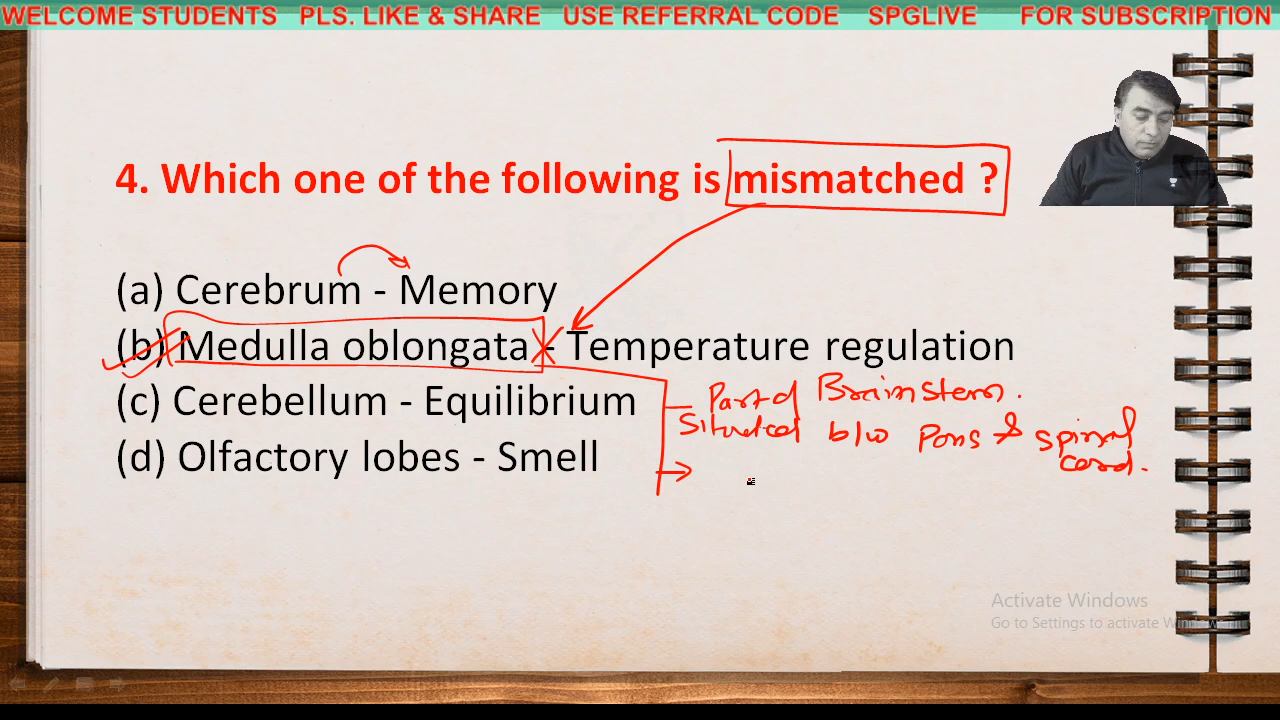 WELCOME STUDENTS PLS. LIKE & SHARE USE REFERRAL CODE SPGLIVE FOR SUBSCRIPTION
4. Which one of the following is mismatched ?
(a) Cerebrum - Memory
(b) Medulla oblongata - Temperature regulation
(c) Cerebellum - Equilibrium
Part of Brain stem.
Situated b/w Pons & spinal
cord.
(d) Olfactory lobes - Smell
Activate Windows
Go to Settings to activate